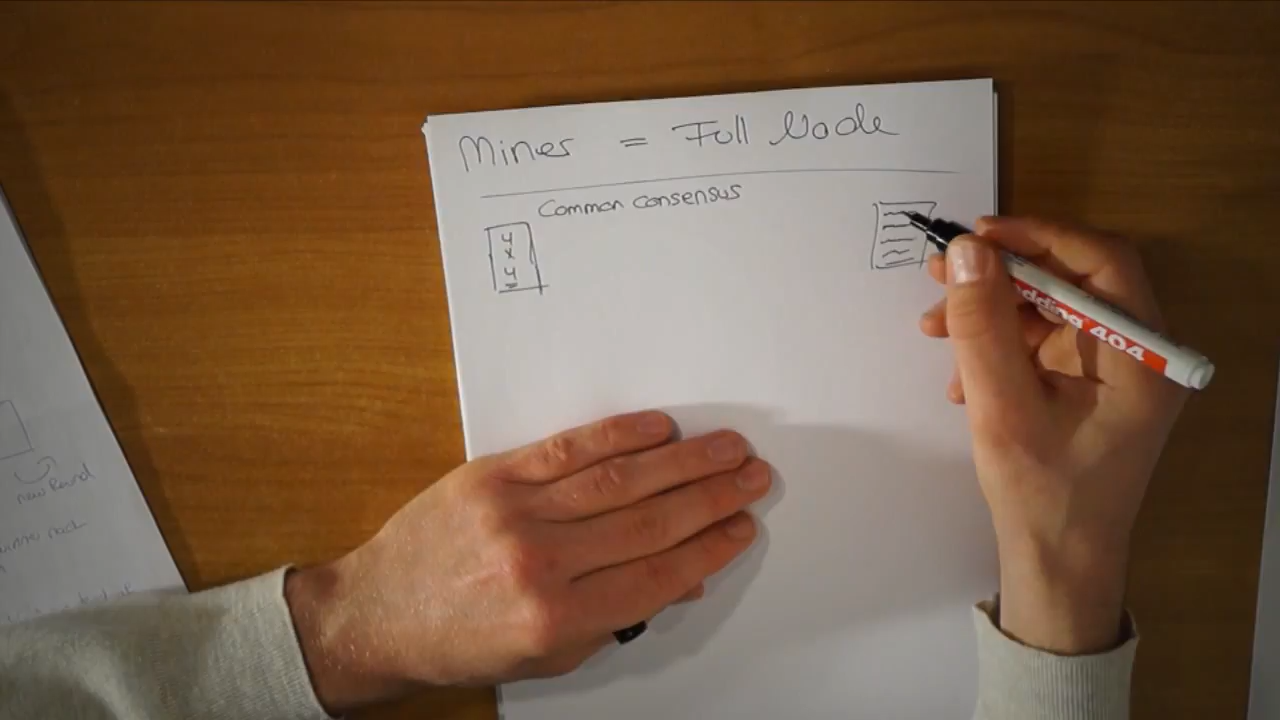 Miner = Full Node
Common consensus
4
x
4
edding 404
new Round